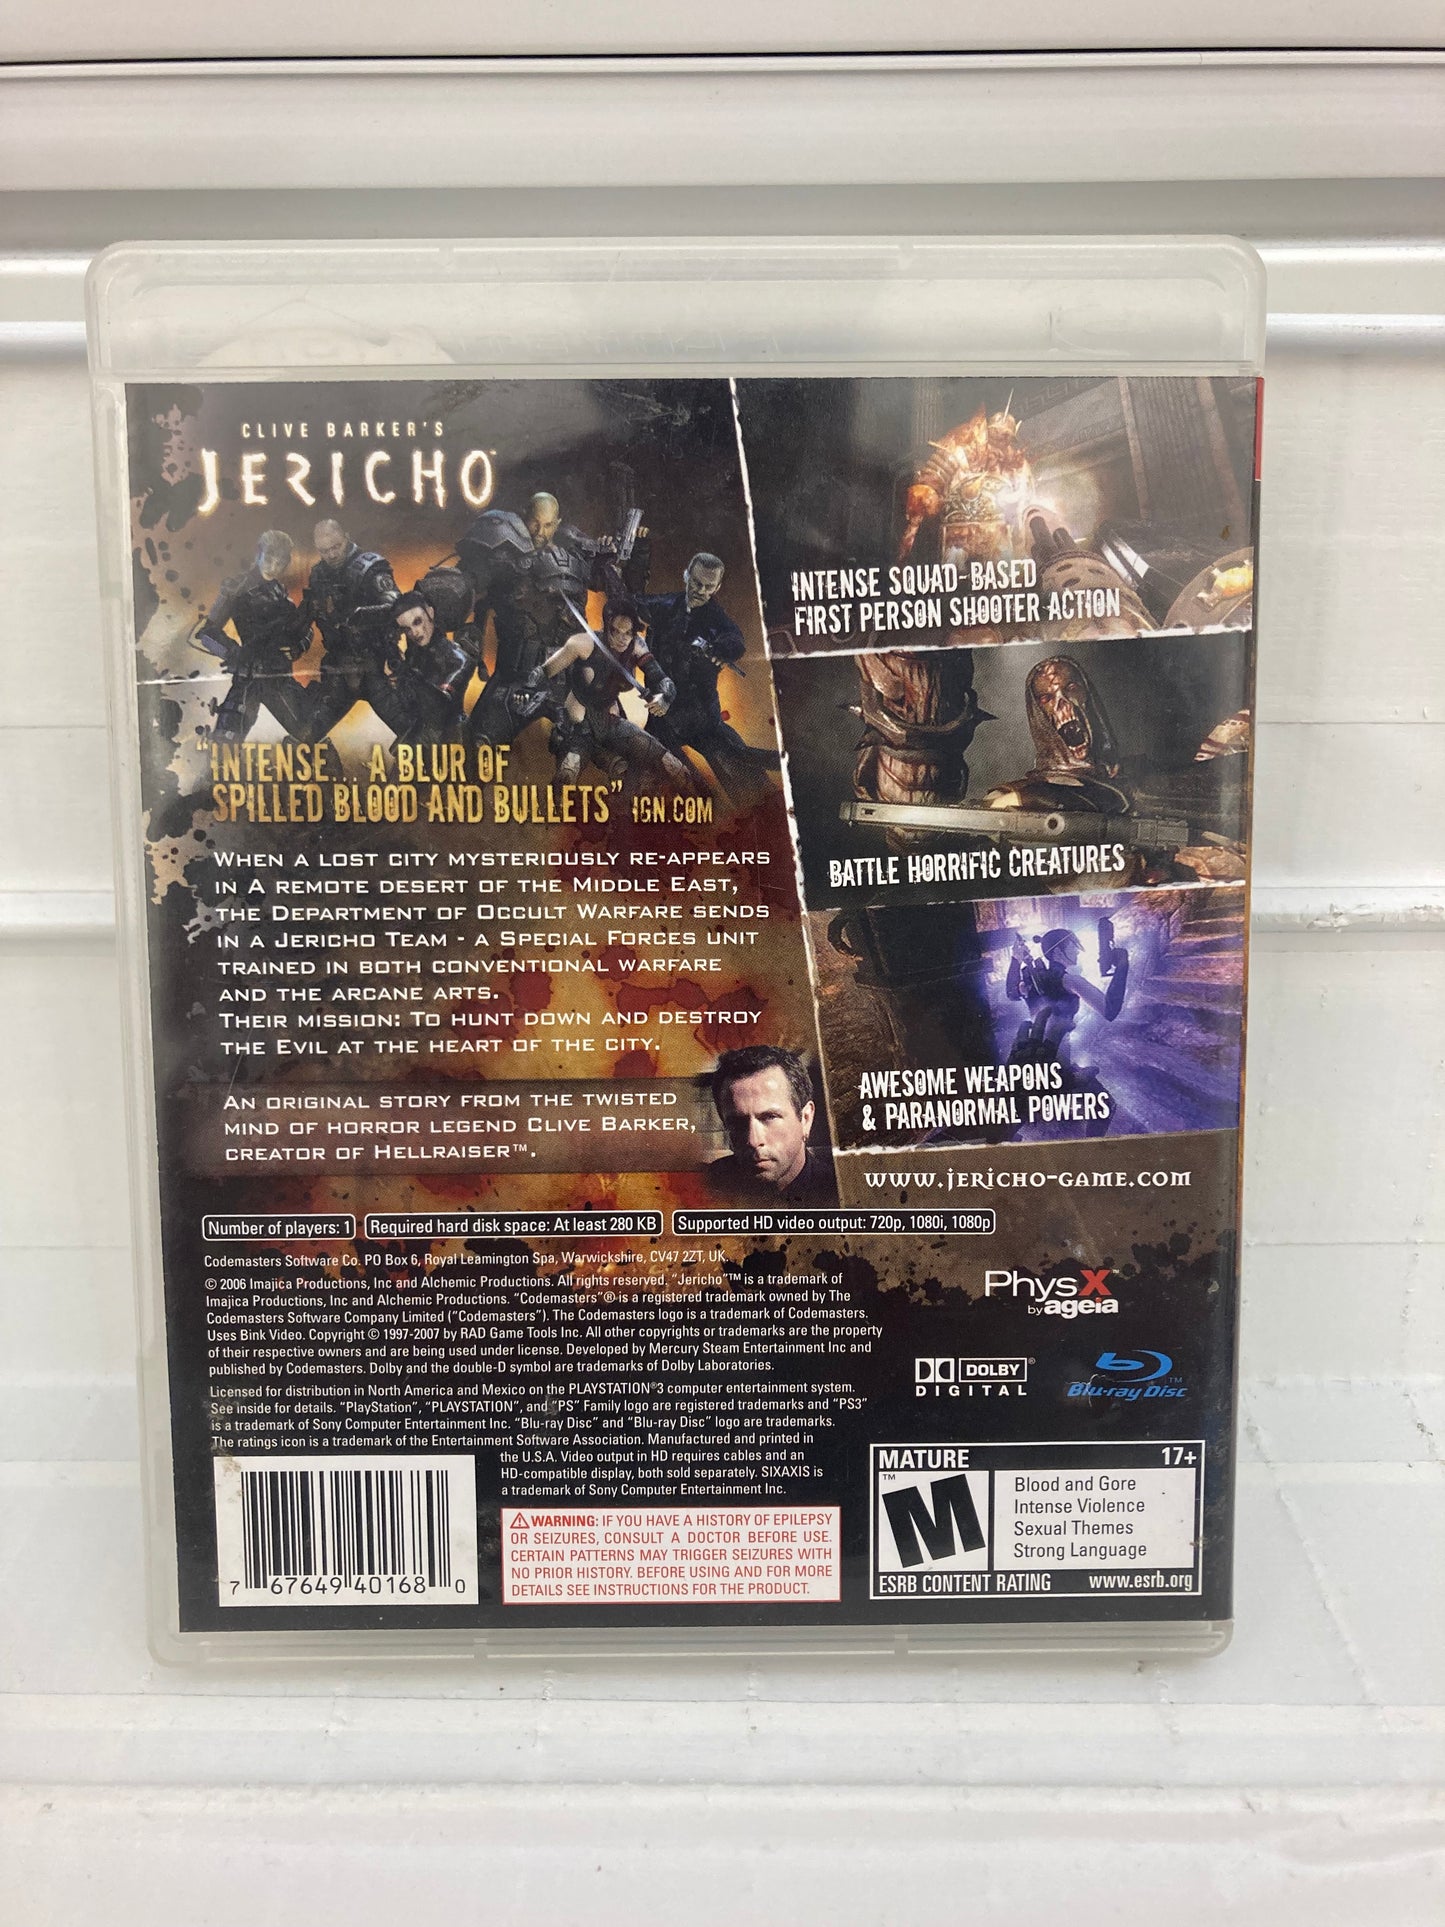 CLIVE BARKER'S
JERICHO™
INTENSE SQUAD-BASED
FIRST PERSON SHOOTER ACTION
"INTENSE... A BLUR OF
SPILLED BLOOD AND BULLETS" IGN.COM
BATTLE HORRIFIC CREATURES
WHEN A LOST CITY MYSTERIOUSLY RE-APPEARS
IN A REMOTE DESERT OF THE MIDDLE EAST,
THE DEPARTMENT OF OCCULT WARFARE SENDS
IN A JERICHO TEAM - A SPECIAL FORCES UNIT
TRAINED IN BOTH CONVENTIONAL WARFARE
AND THE ARCANE ARTS.
THEIR MISSION: TO HUNT DOWN AND DESTROY
THE EVIL AT THE HEART OF THE CITY.
AWESOME WEAPONS
& PARANORMAL POWERS
AN ORIGINAL STORY FROM THE TWISTED
MIND OF HORROR LEGEND CLIVE BARKER,
CREATOR OF HELLRAISER™.
WWW.JERICHO-GAME.COM
Number of players: 1 Required hard disk space: At least 280 KB Supported HD video output: 720p, 1080i, 1080p
Codemasters Software Co. PO Box 6, Royal Leamington Spa, Warwickshire, CV47 2ZT, UK.
© 2006 Imajica Productions, Inc and Alchemic Productions. All rights reserved. "Jericho"™ is a trademark of
Imajica Productions, Inc and Alchemic Productions. "Codemasters"® is a registered trademark owned by The
Codemasters Software Company Limited ("Codemasters"). The Codemasters logo is a trademark of Codemasters.
Uses Bink Video. Copyright © 1997-2007 by RAD Game Tools Inc. All other copyrights or trademarks are the property
of their respective owners and are being used under license. Developed by Mercury Steam Entertainment Inc and
published by Codemasters. Dolby and the double-D symbol are trademarks of Dolby Laboratories.
Licensed for distribution in North America and Mexico on the PLAYSTATION®3 computer entertainment system.
See inside for details. "PlayStation", "PLAYSTATION", and "PS" Family logo are registered trademarks and "PS3"
is a trademark of Sony Computer Entertainment Inc. "Blu-ray Disc" and "Blu-ray Disc" logo are trademarks.
The ratings icon is a trademark of the Entertainment Software Association. Manufactured and printed in
the U.S.A. Video output in HD requires cables and an
HD-compatible display, both sold separately. SIXAXIS is
a trademark of Sony Computer Entertainment Inc.
PhysX™
by ageia
DOLBY®
DIGITAL
Blu-ray Disc™
⚠ WARNING: IF YOU HAVE A HISTORY OF EPILEPSY
OR SEIZURES, CONSULT A DOCTOR BEFORE USE.
CERTAIN PATTERNS MAY TRIGGER SEIZURES WITH
NO PRIOR HISTORY. BEFORE USING AND FOR MORE
DETAILS SEE INSTRUCTIONS FOR THE PRODUCT.
7 67649 40168 0
MATURE 17+
M™
Blood and Gore
Intense Violence
Sexual Themes
Strong Language
ESRB CONTENT RATING www.esrb.org